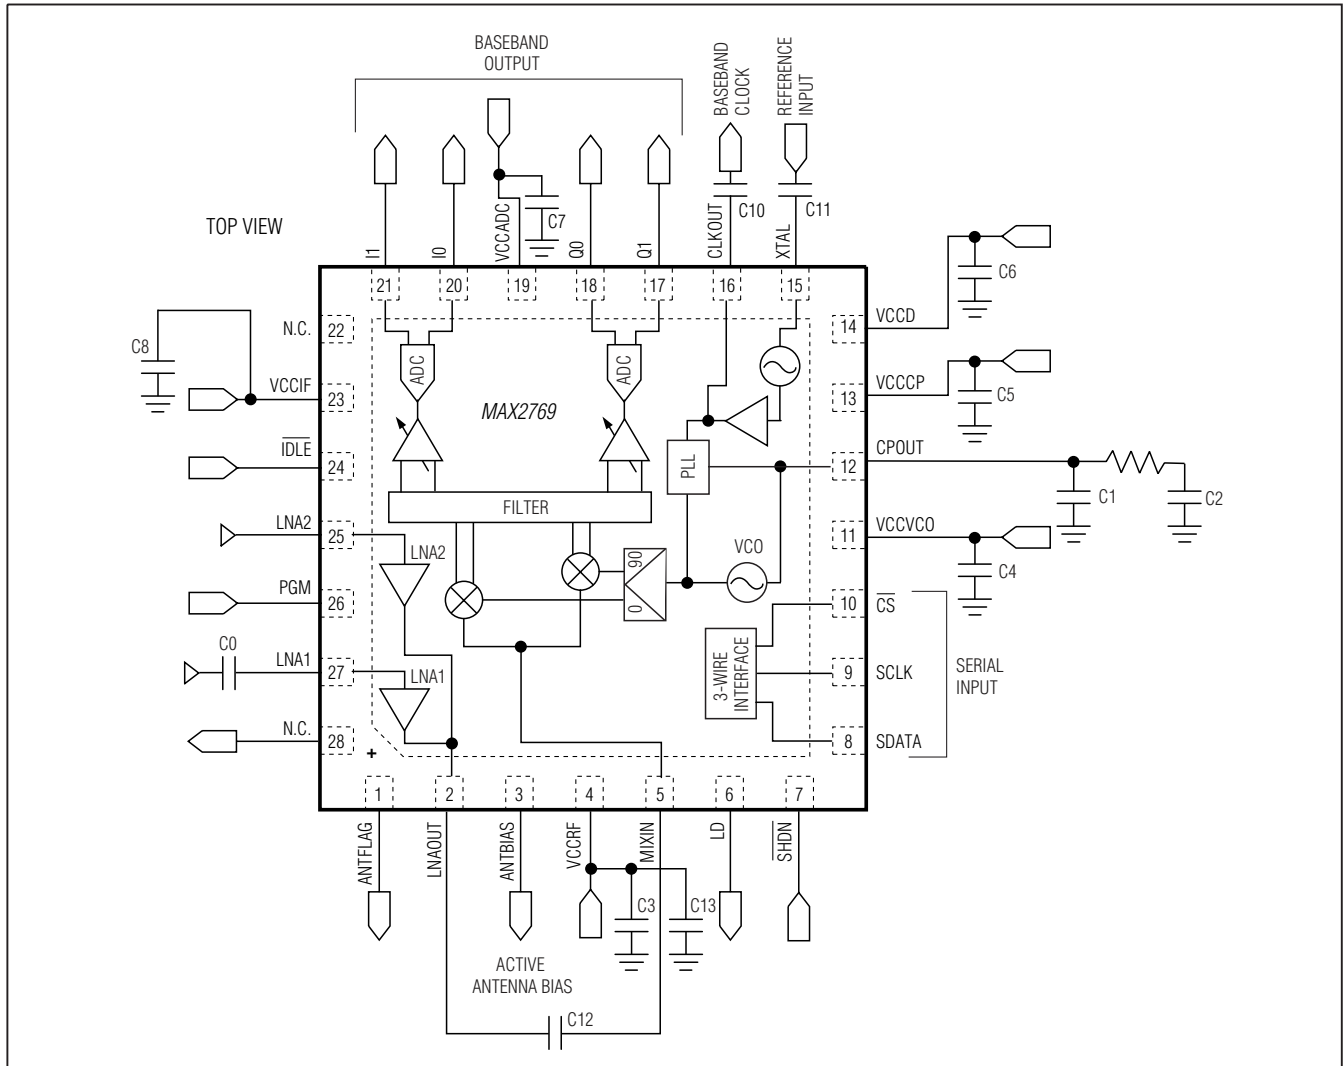 BASEBAND
OUTPUT
BASEBAND
CLOCK
REFERENCE
INPUT
TOP VIEW
I1
I0
VCCADC
C7
Q0
Q1
CLKOUT
C10
XTAL
C11
C6
21
20
19
18
17
16
15
N.C.
22
14
VCCD
C8
ADC
ADC
VCCIF
23
MAX2769
13
VCCCP
C5
IDLE
24
PLL
12
CPOUT
C1
C2
FILTER
LNA2
25
LNA2
11
VCCVCO
C4
VCO
90
0
PGM
26
10
CS
C0
LNA1
27
LNA1
3-WIRE
INTERFACE
9
SCLK
SERIAL
INPUT
N.C.
28
+
8
SDATA
1
2
3
4
5
6
7
ANTFLAG
LNAOUT
ANTBIAS
VCCRF
MIXIN
LD
SHDN
C3
C13
ACTIVE
ANTENNA BIAS
C12